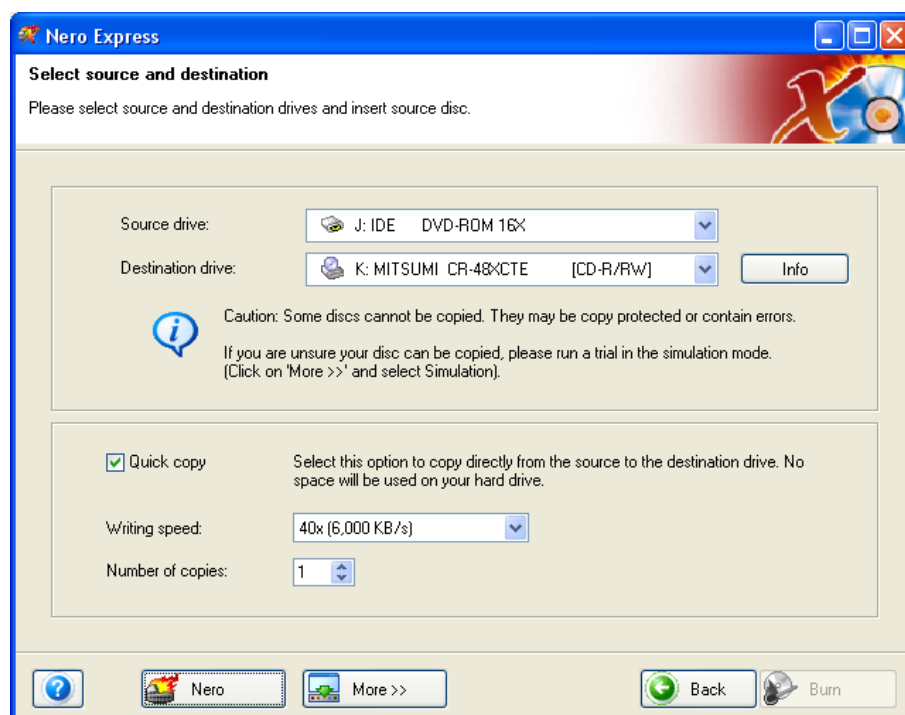 Nero Express
Select source and destination
Please select source and destination drives and insert source disc.
Source drive: J: IDE DVD-ROM 16X
Destination drive: K: MITSUMI CR-48XCTE [CD-R/RW] Info
Caution: Some discs cannot be copied. They may be copy protected or contain errors.
If you are unsure your disc can be copied, please run a trial in the simulation mode.
(Click on 'More >>' and select Simulation).
Quick copy Select this option to copy directly from the source to the destination drive. No
space will be used on your hard drive.
Writing speed: 40x (6,000 KB/s)
Number of copies: 1
Nero More >> Back Burn